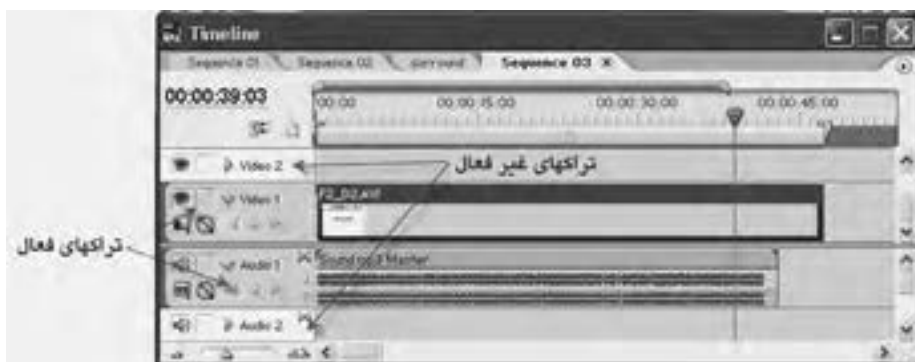 Timeline
Sequence 01 Sequence 02 surround Sequence 03 ×
00:00:39:03
00:00 00:00:15:00 00:00:30:00 00:00:45:00
Video 2
تراکهای غیر فعال
Video 1
تراکهای فعال
Audio 1
Audio 2